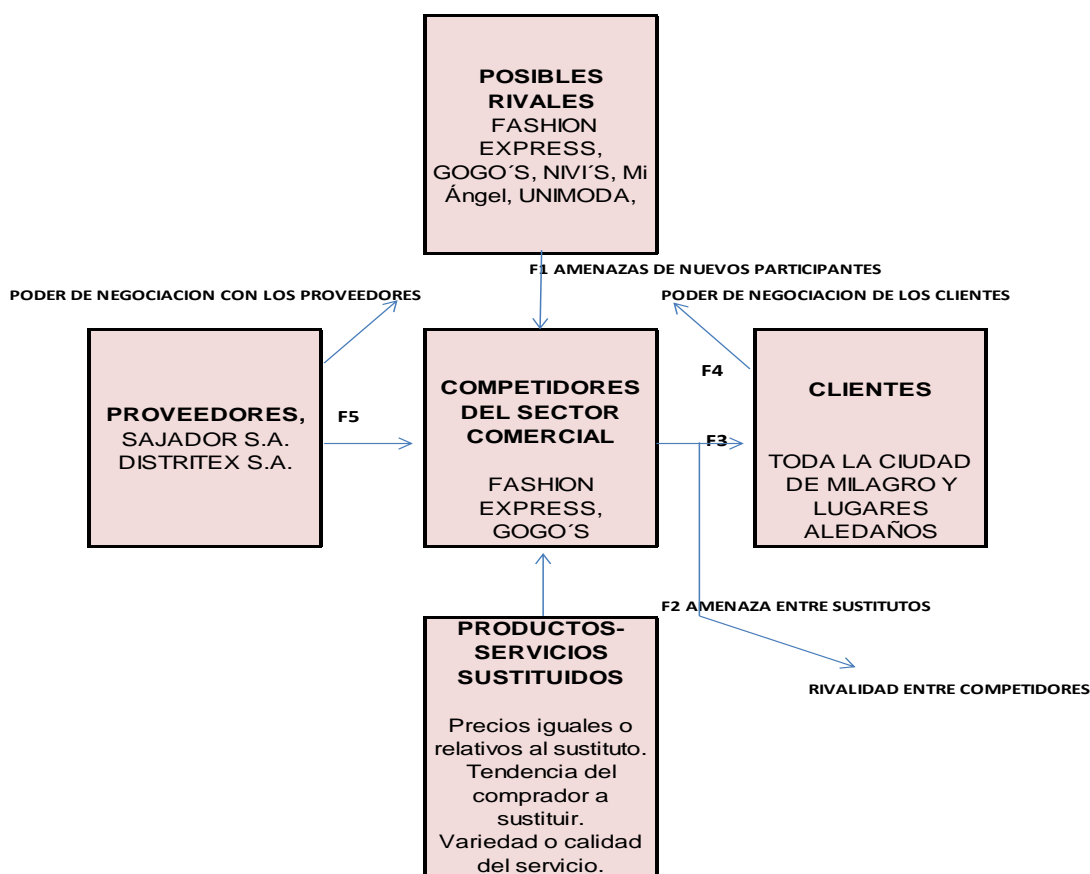 POSIBLES
RIVALES
FASHION
EXPRESS,
GOGO´S, NIVI´S, Mi
Ángel, UNIMODA,
F1 AMENAZAS DE NUEVOS PARTICIPANTES
PODER DE NEGOCIACION CON LOS PROVEEDORES
PODER DE NEGOCIACION DE LOS CLIENTES
PROVEEDORES,
SAJADOR S.A.
DISTRITEX S.A.
F5
COMPETIDORES
DEL SECTOR
COMERCIAL
FASHION
EXPRESS,
GOGO´S
F4
F3
CLIENTES
TODA LA CIUDAD
DE MILAGRO Y
LUGARES
ALEDAÑOS
F2 AMENAZA ENTRE SUSTITUTOS
PRODUCTOS-
SERVICIOS
SUSTITUIDOS
Precios iguales o
relativos al sustituto.
Tendencia del
comprador a
sustituir.
Variedad o calidad
del servicio.
RIVALIDAD ENTRE COMPETIDORES